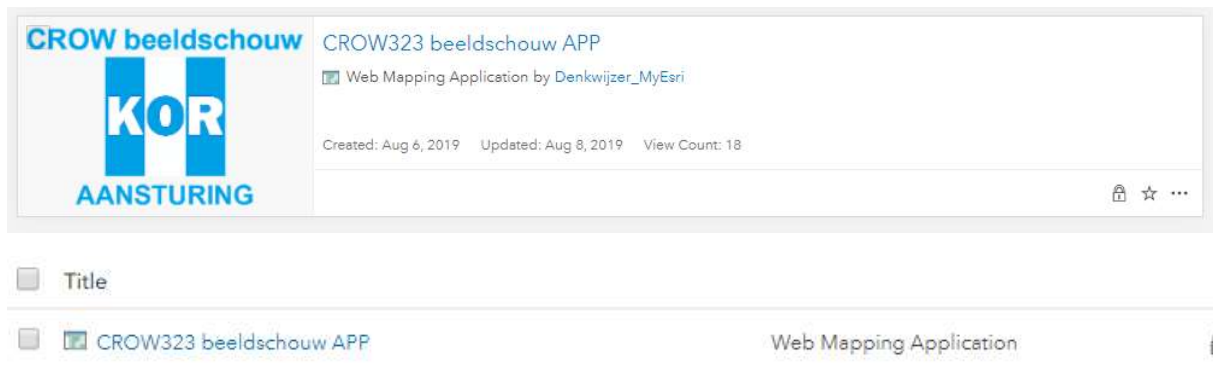 CROW beeldschouw
KOR
AANSTURING
CROW323 beeldschouw APP
Web Mapping Application by Denkwijzer_MyEsri
Created: Aug 6, 2019 Updated: Aug 8, 2019 View Count: 18
Title
CROW323 beeldschouw APP Web Mapping Application